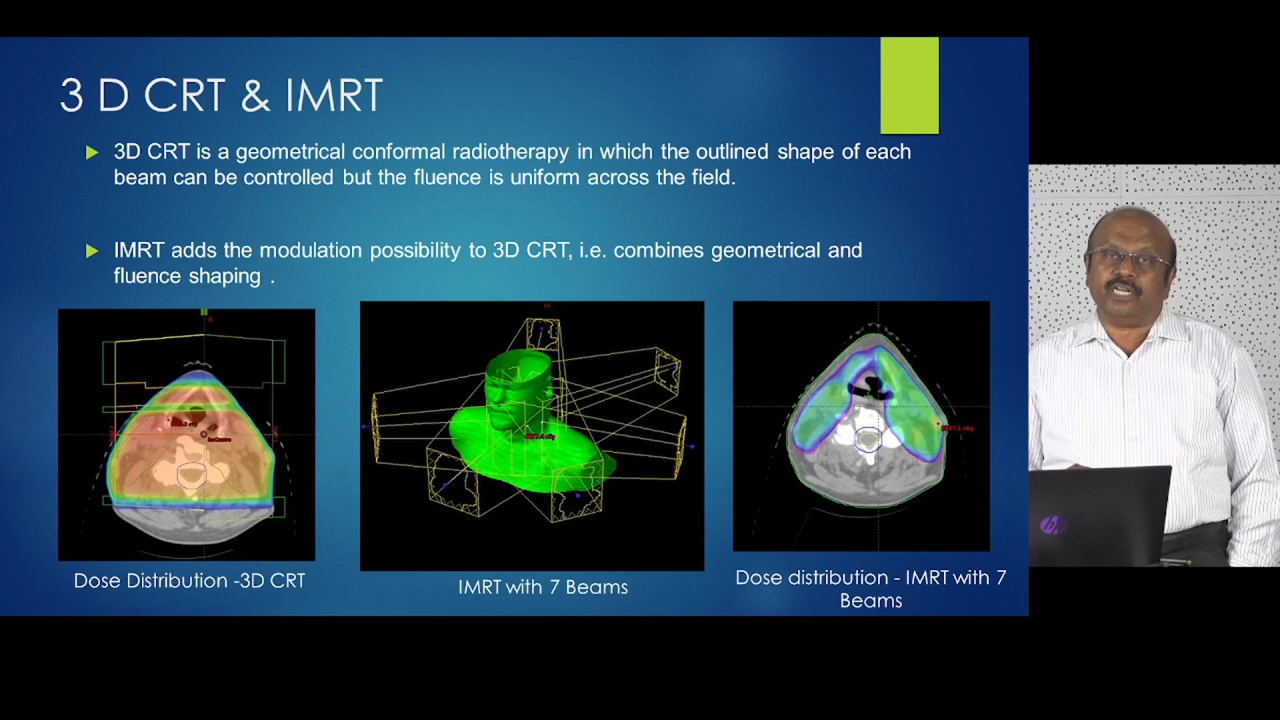 3 D CRT & IMRT
3D CRT is a geometrical conformal radiotherapy in which the outlined shape of each
beam can be controlled but the fluence is uniform across the field.
IMRT adds the modulation possibility to 3D CRT, i.e. combines geometrical and
fluence shaping .
A
H
Dose Distribution -3D CRT
IMRT with 7 Beams
Dose distribution - IMRT with 7
Beams
hp